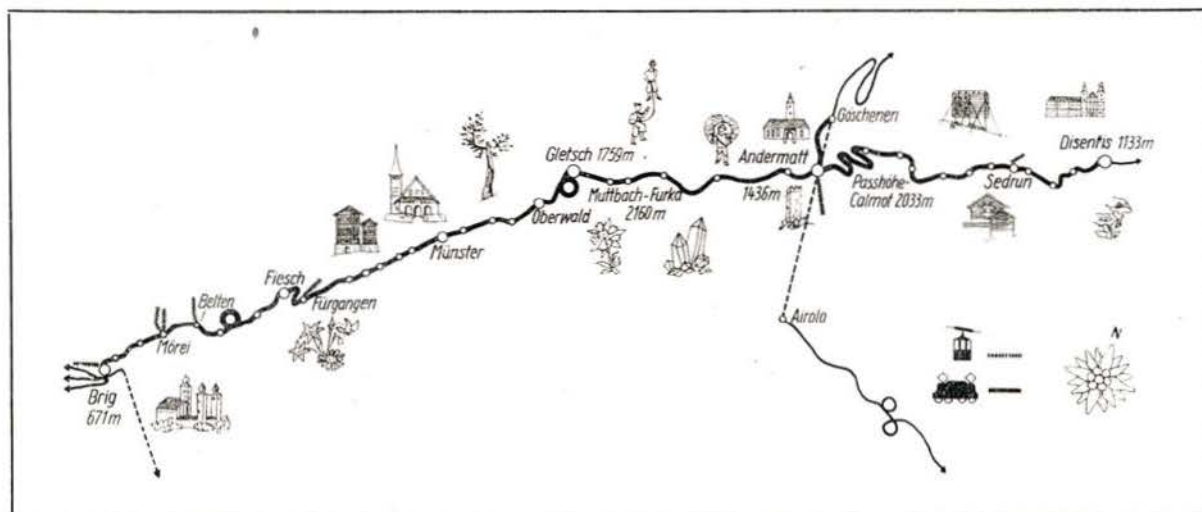 Göschenen
Disentis 1133m
Andermatt
1436m
Gletsch 1759m
Muttbach-Furka
2160m
Passhöhe-
Calmot 2033m
Sedrun
Oberwald
Münster
Fiesch
Fürgangen
Betten
Mörel
Airolo
N
Brig
671m